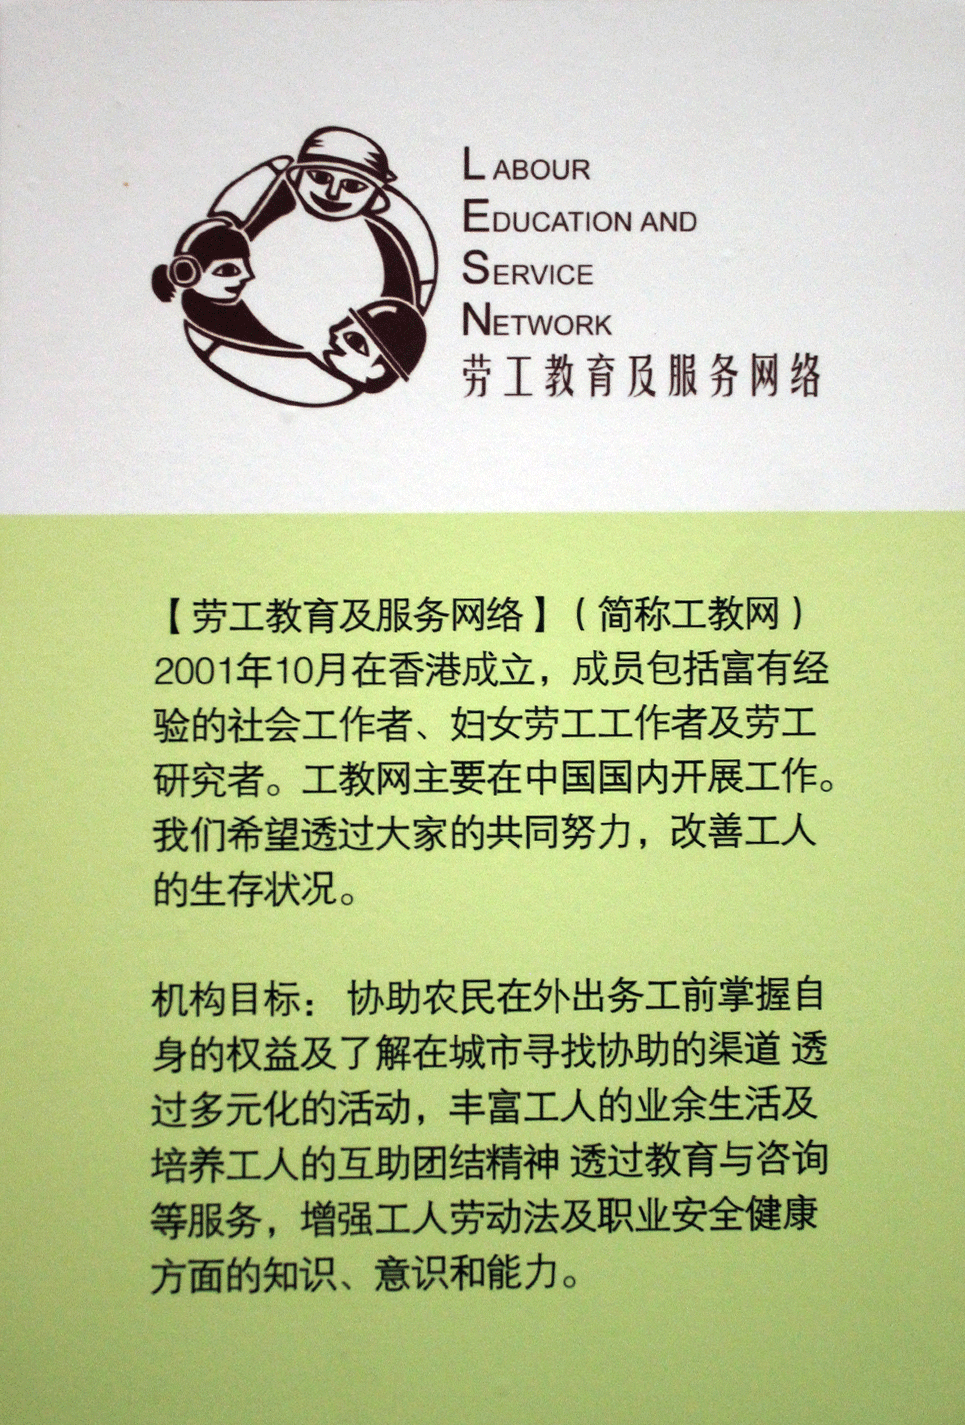 LABOUR
EDUCATION AND
SERVICE
NETWORK
劳工教育及服务网络
【劳工教育及服务网络】（简称工教网）
2001年10月在香港成立，成员包括富有经
验的社会工作者、妇女劳工工作者及劳工
研究者。工教网主要在中国国内开展工作。
我们希望透过大家的共同努力，改善工人
的生存状况。
机构目标： 协助农民在外出务工前掌握自
身的权益及了解在城市寻找协助的渠道 透
过多元化的活动，丰富工人的业余生活及
培养工人的互助团结精神 透过教育与咨询
等服务，增强工人劳动法及职业安全健康
方面的知识、意识和能力。